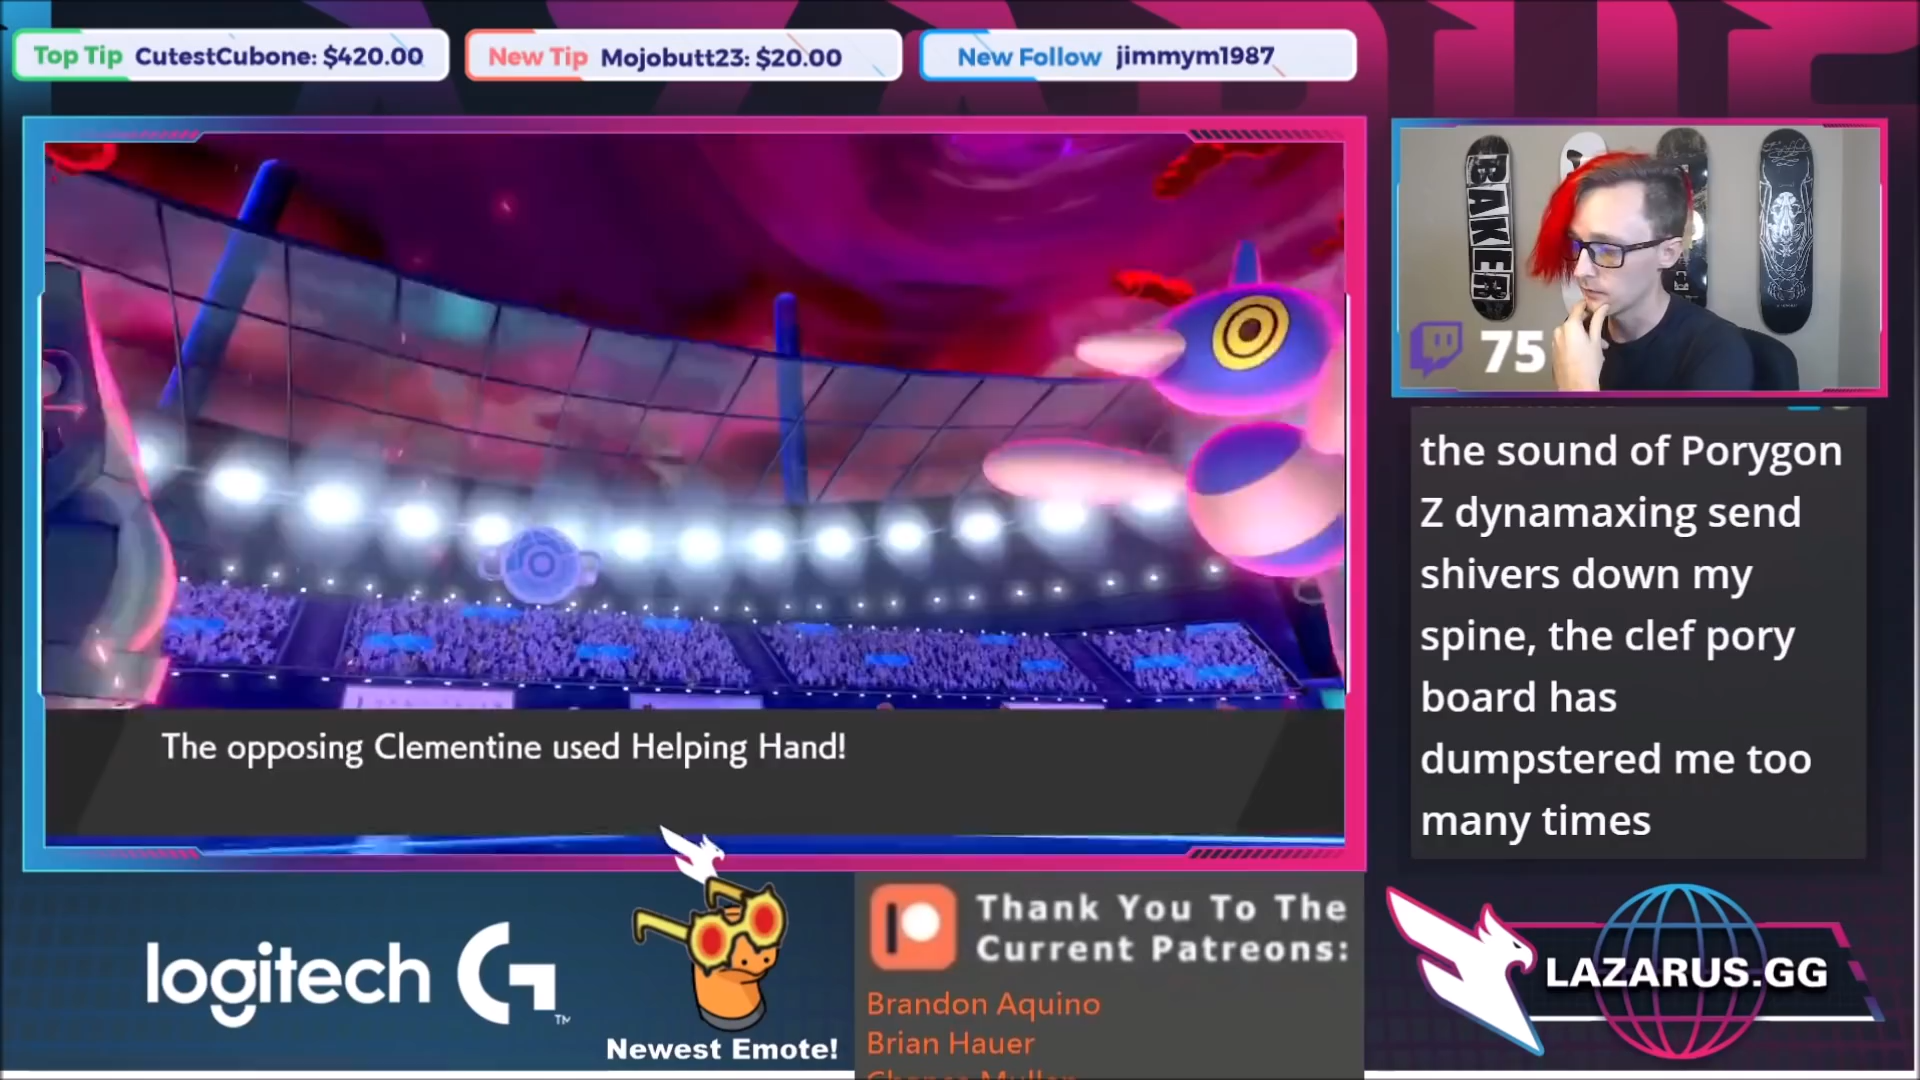 Top Tip CutestCubone: $420.00
New Tip Mojobutt23: $20.00
New Follow jimmym1987
BAKER
75
the sound of Porygon
Z dynamaxing send
shivers down my
spine, the clef pory
board has
dumpstered me too
many times
The opposing Clementine used Helping Hand!
logitech G
TM
Newest Emote!
Thank You To The
Current Patreons:
Brandon Aquino
Brian Hauer
LAZARUS.GG